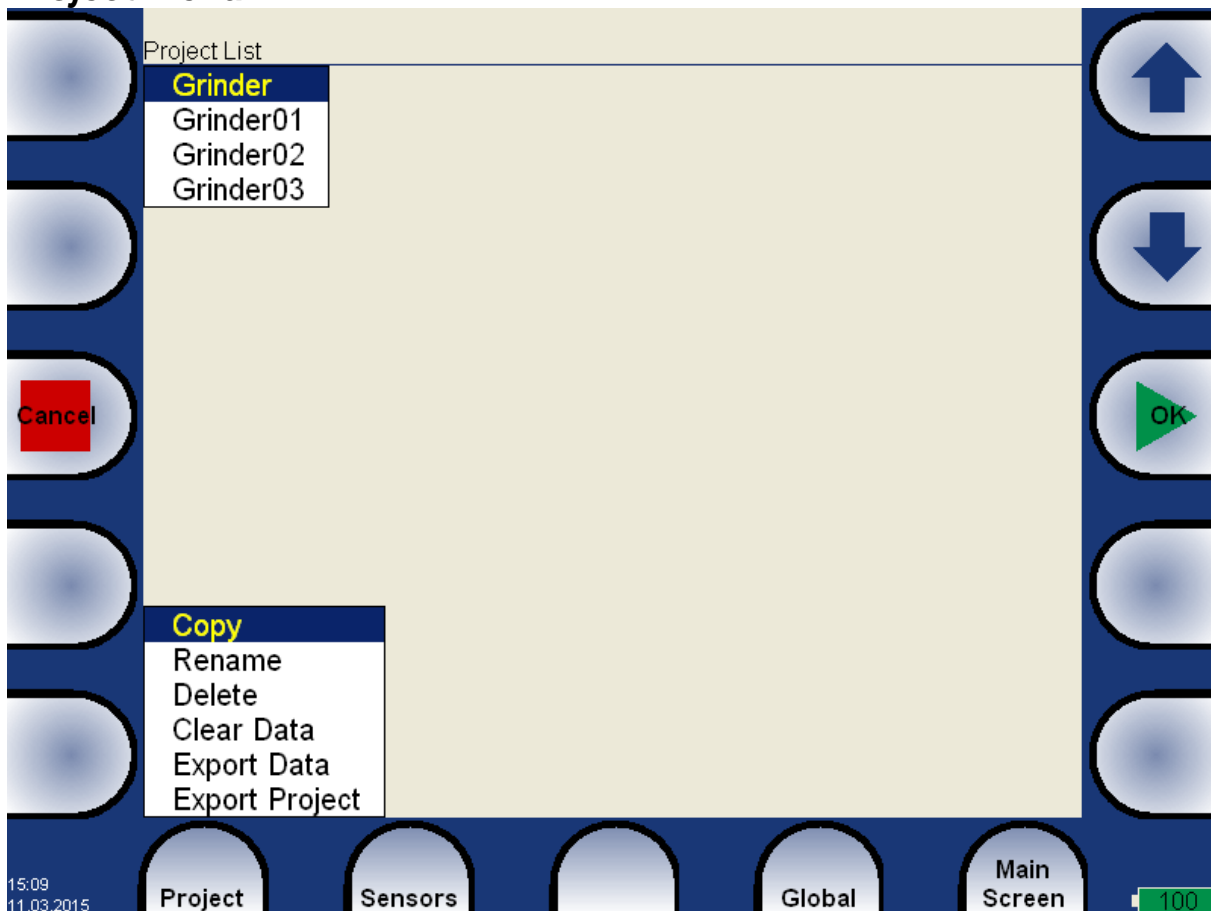 Project List
Grinder
Grinder01
Grinder02
Grinder03
Cancel
OK
Copy
Rename
Delete
Clear Data
Export Data
Export Project
15:09
11.03.2015
Project
Sensors
Global
Main
Screen
100